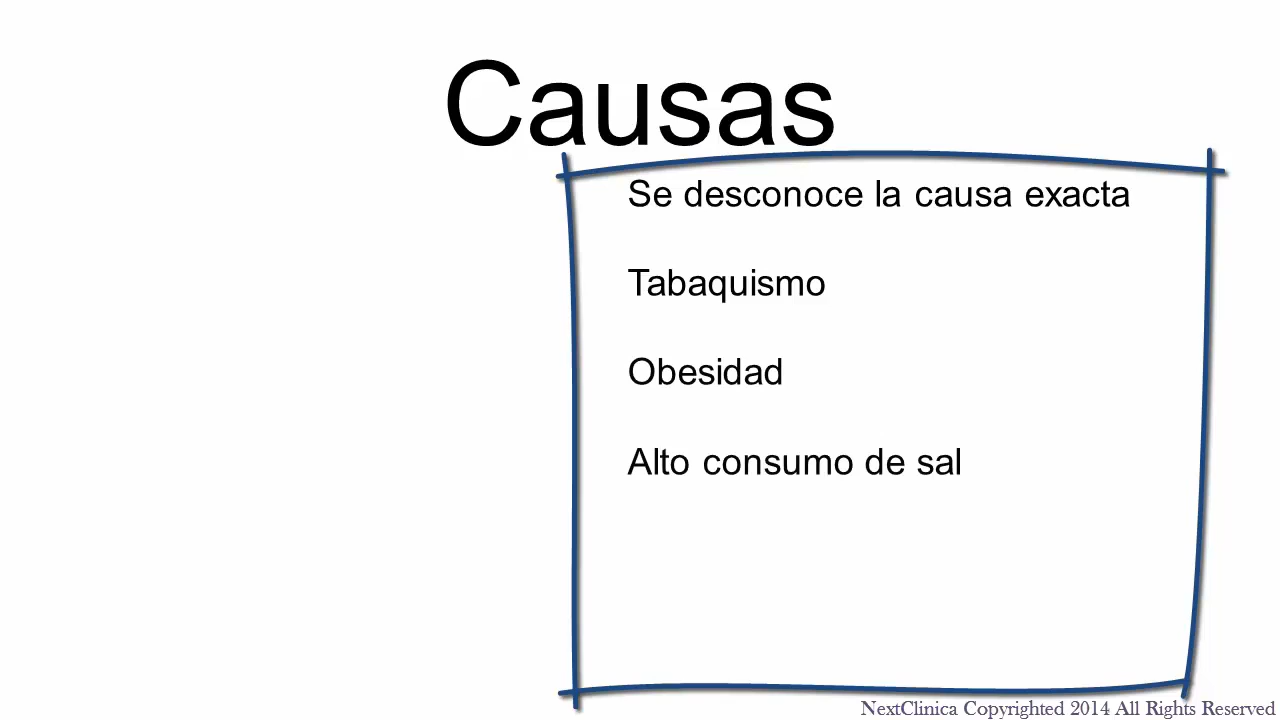 Causas
Se desconoce la causa exacta
Tabaquismo
Obesidad
Alto consumo de sal
NextClinica Copyrighted 2014 All Rights Reserved